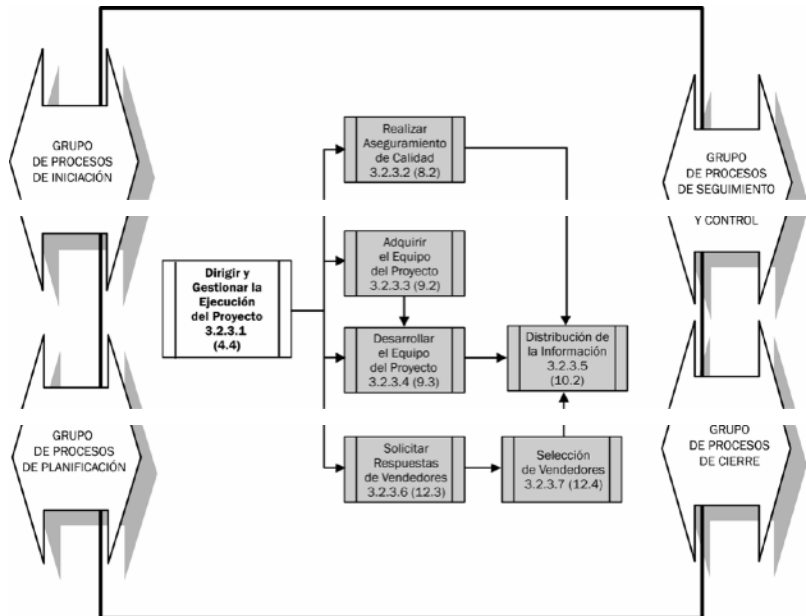 GRUPO
DE PROCESOS
DE INICIACIÓN
Realizar
Aseguramiento
de Calidad
3.2.3.2 (8.2)
GRUPO
DE PROCESOS
DE SEGUIMIENTO
Y CONTROL
Dirigir y
Gestionar la
Ejecución
del Proyecto
3.2.3.1
(4.4)
Adquirir
el Equipo
del Proyecto
3.2.3.3 (9.2)
Desarrollar
el Equipo
del Proyecto
3.2.3.4 (9.3)
Distribución de
la Información
3.2.3.5
(10.2)
GRUPO
DE PROCESOS
DE PLANIFICACIÓN
Solicitar
Respuestas
de Vendedores
3.2.3.6 (12.3)
Selección
de Vendedores
3.2.3.7 (12.4)
GRUPO
DE PROCESOS
DE CIERRE